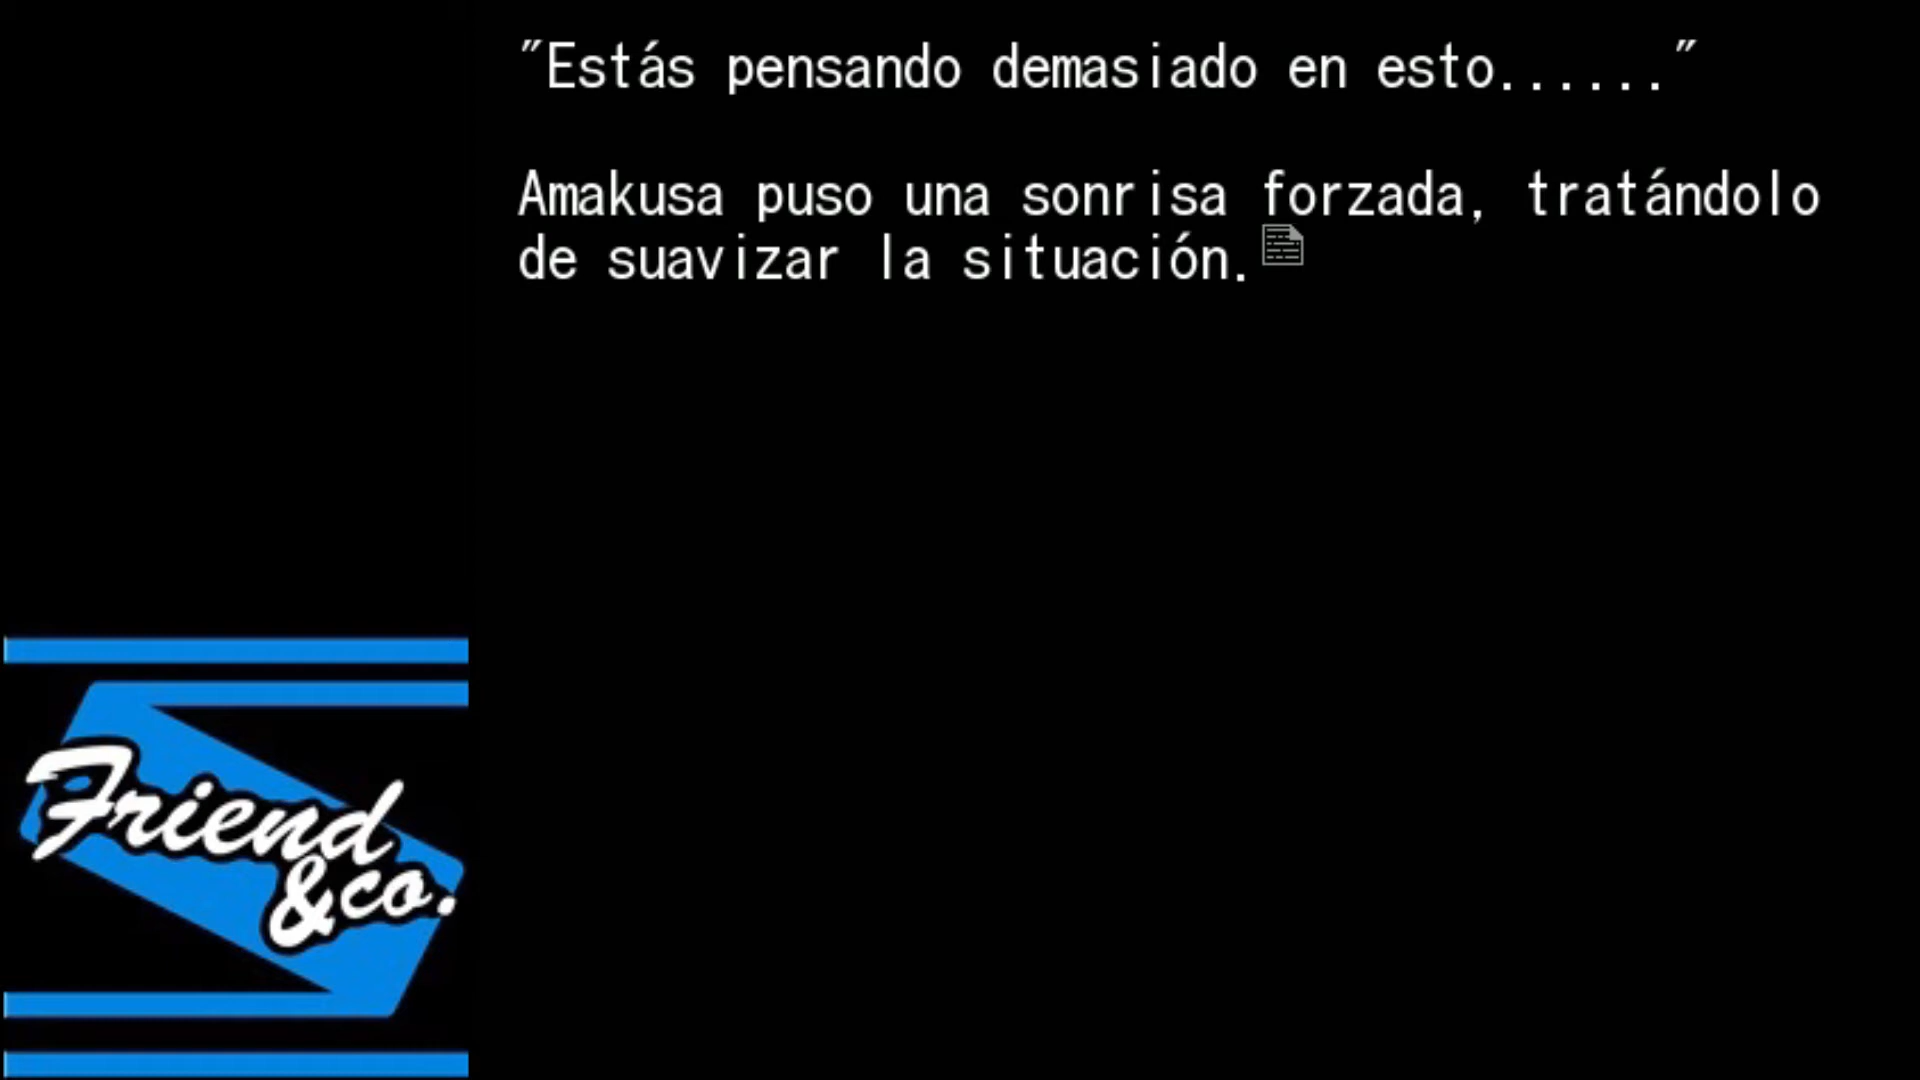 "Estás pensando demasiado en esto......"
Amakusa puso una sonrisa forzada, tratándolo
de suavizar la situación.
Friend
&co.